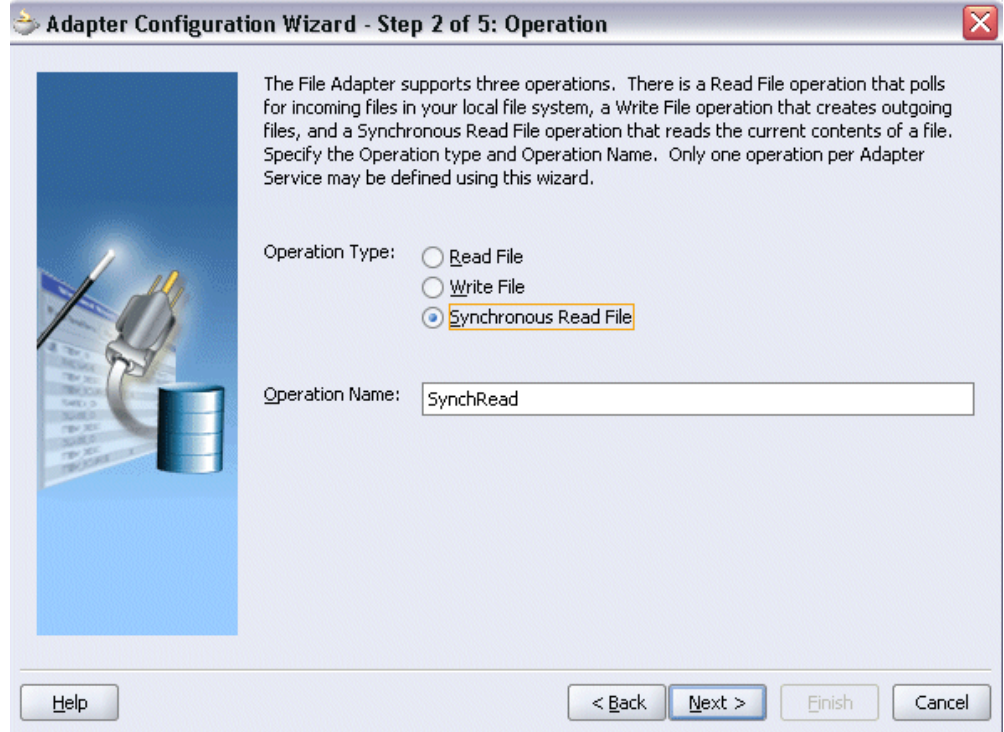 Adapter Configuration Wizard - Step 2 of 5: Operation
The File Adapter supports three operations. There is a Read File operation that polls
for incoming files in your local file system, a Write File operation that creates outgoing
files, and a Synchronous Read File operation that reads the current contents of a file.
Specify the Operation type and Operation Name. Only one operation per Adapter
Service may be defined using this wizard.
Operation Type:
Read File
Write File
Synchronous Read File
Operation Name:
SynchRead
Help
< Back
Next >
Finish
Cancel